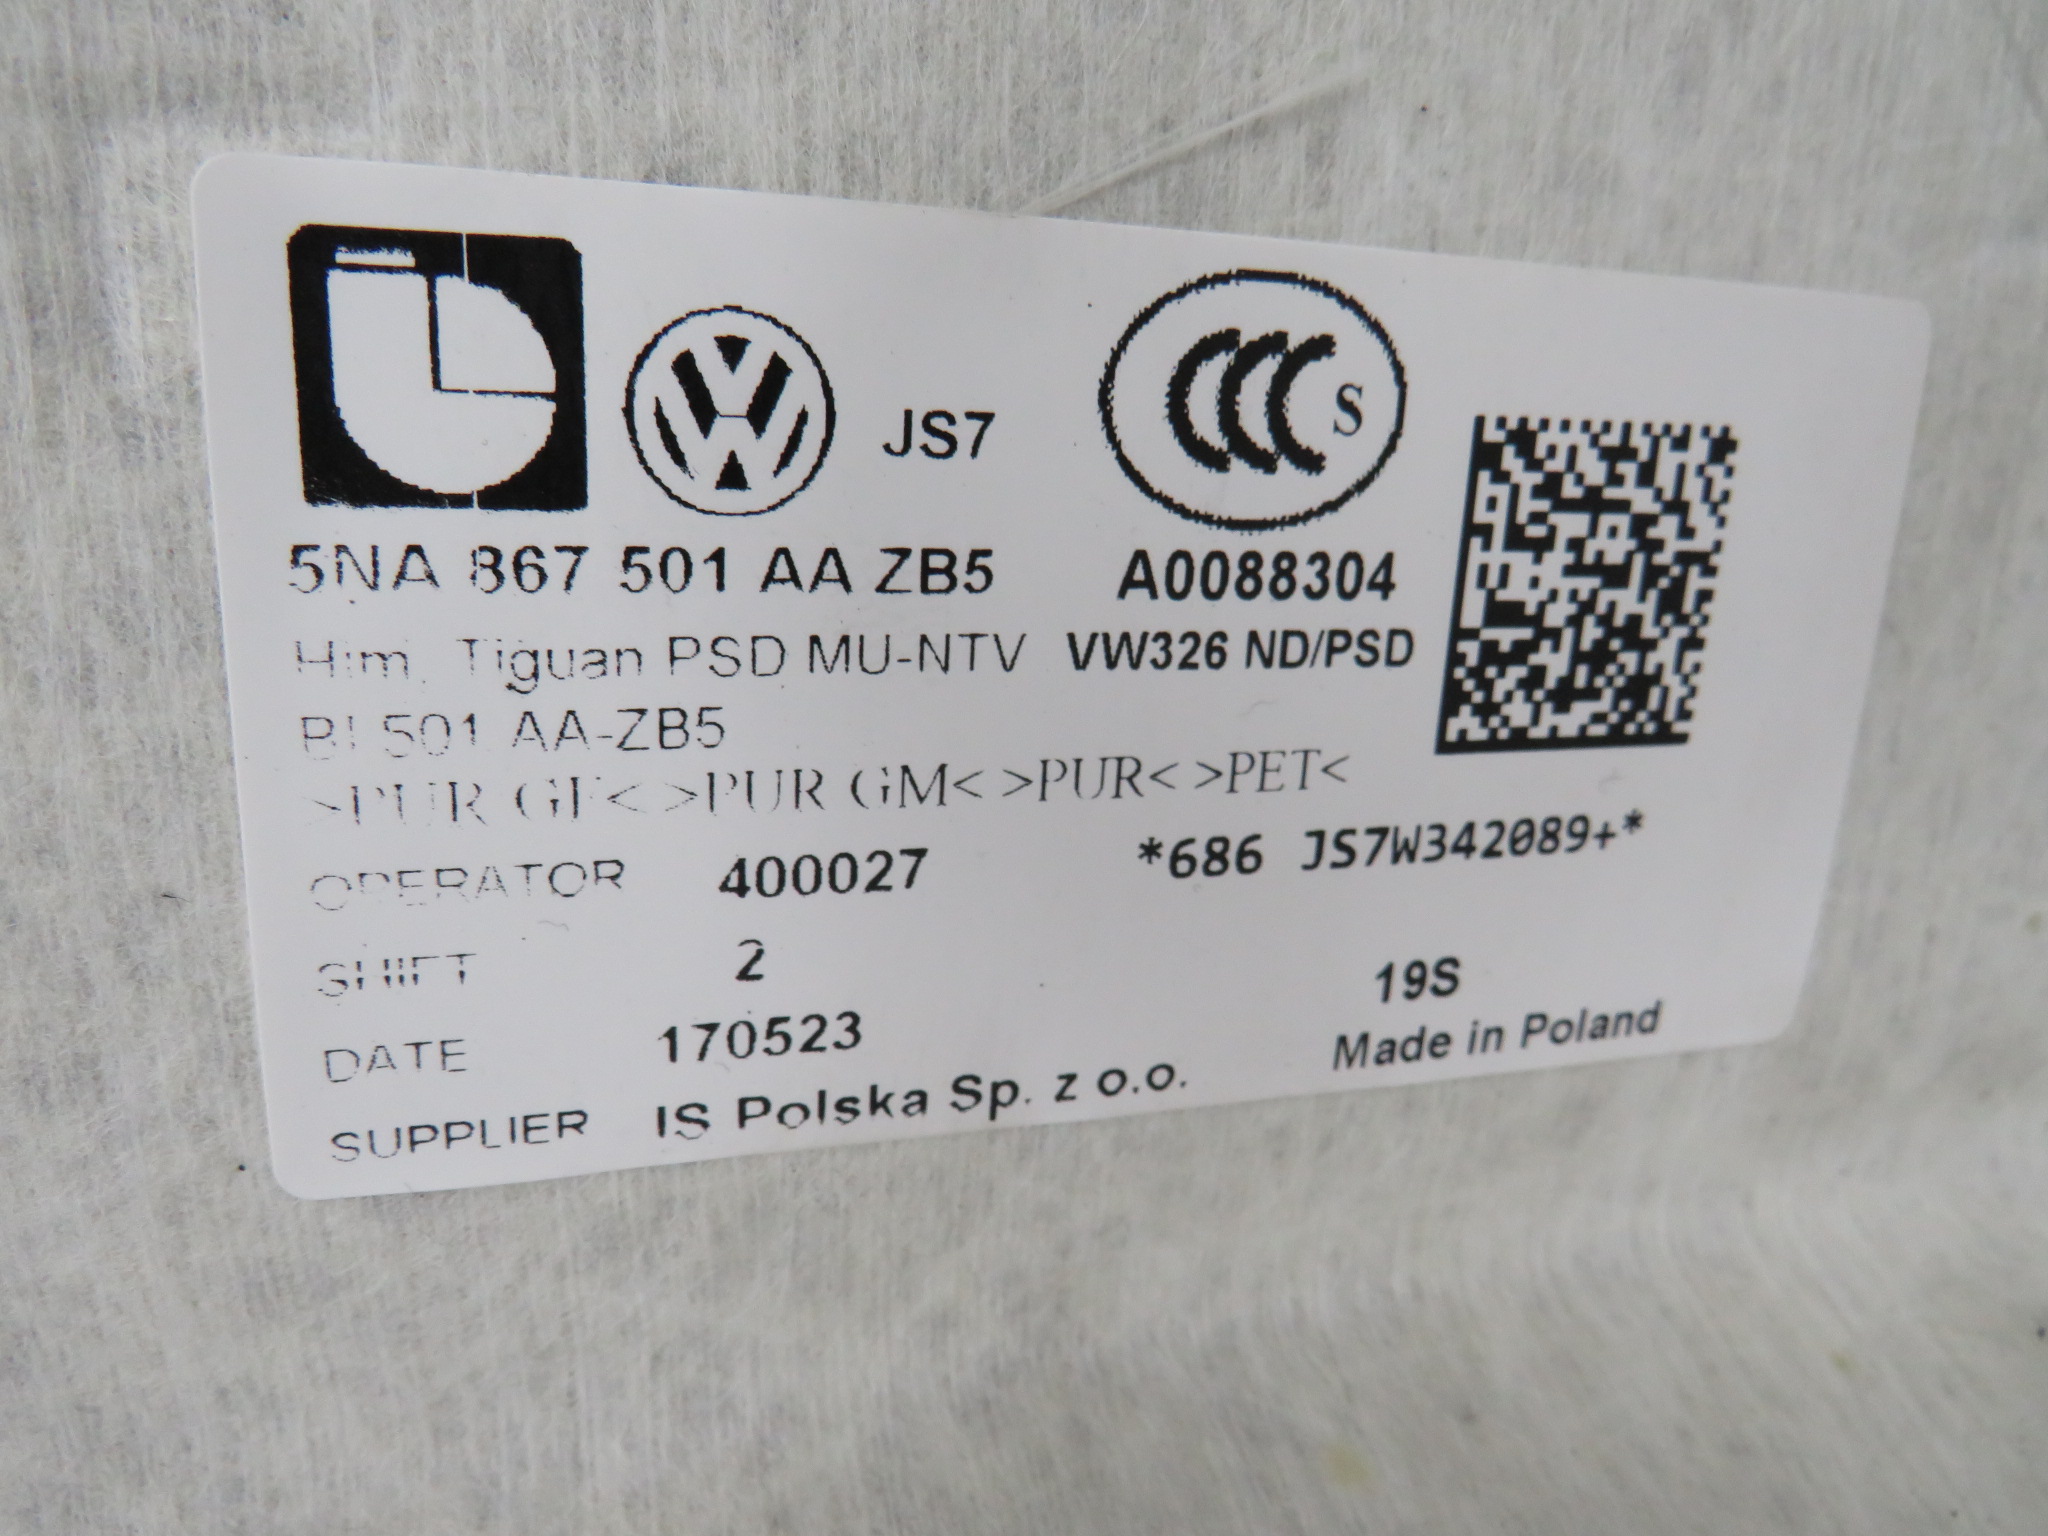 JS7
S
5NA 867 501 AA ZB5 A0088304
Him. Tiguan PSD MU-NTV VW326 ND/PSD
BI 501 AA-ZB5
>PUR GF< >PUR GM< >PUR< >PET<
OPERATOR 400027 *686 JS7W342089+*
SHIFT 2 19S
DATE 170523 Made in Poland
SUPPLIER IS Polska Sp. z o.o.